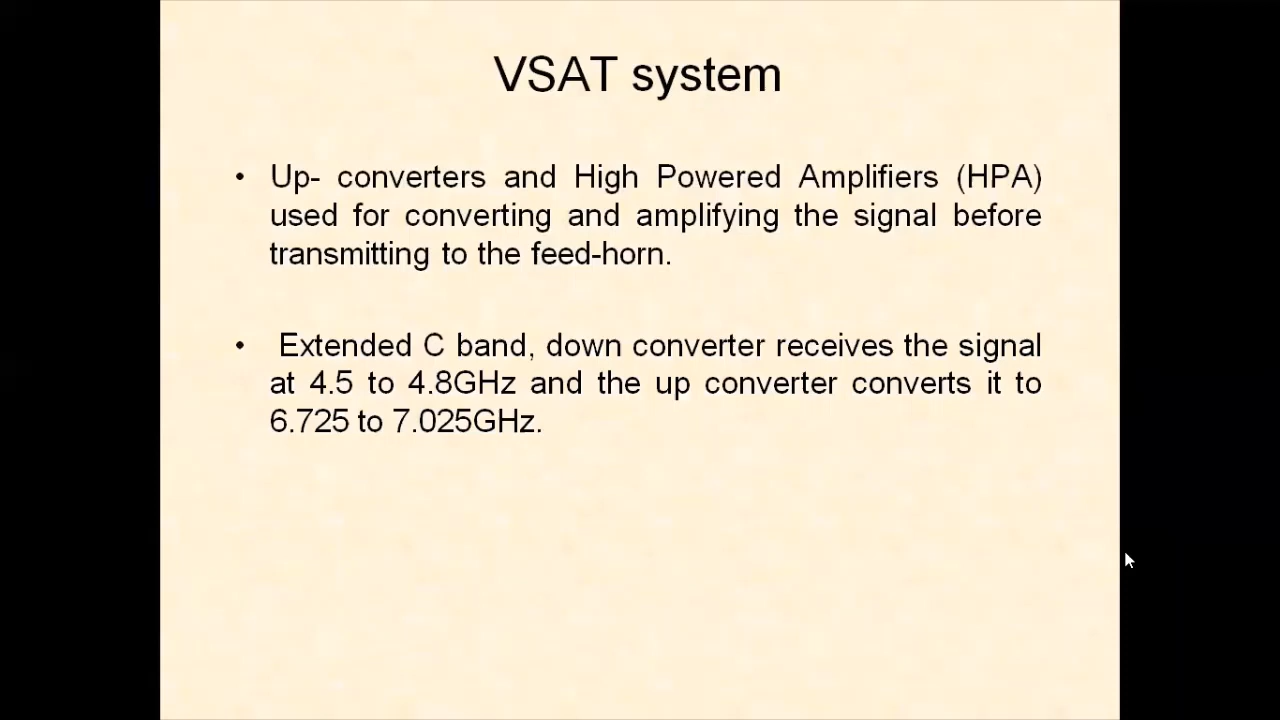 VSAT system
• Up- converters and High Powered Amplifiers (HPA)
used for converting and amplifying the signal before
transmitting to the feed-horn.
• Extended C band, down converter receives the signal
at 4.5 to 4.8GHz and the up converter converts it to
6.725 to 7.025GHz.